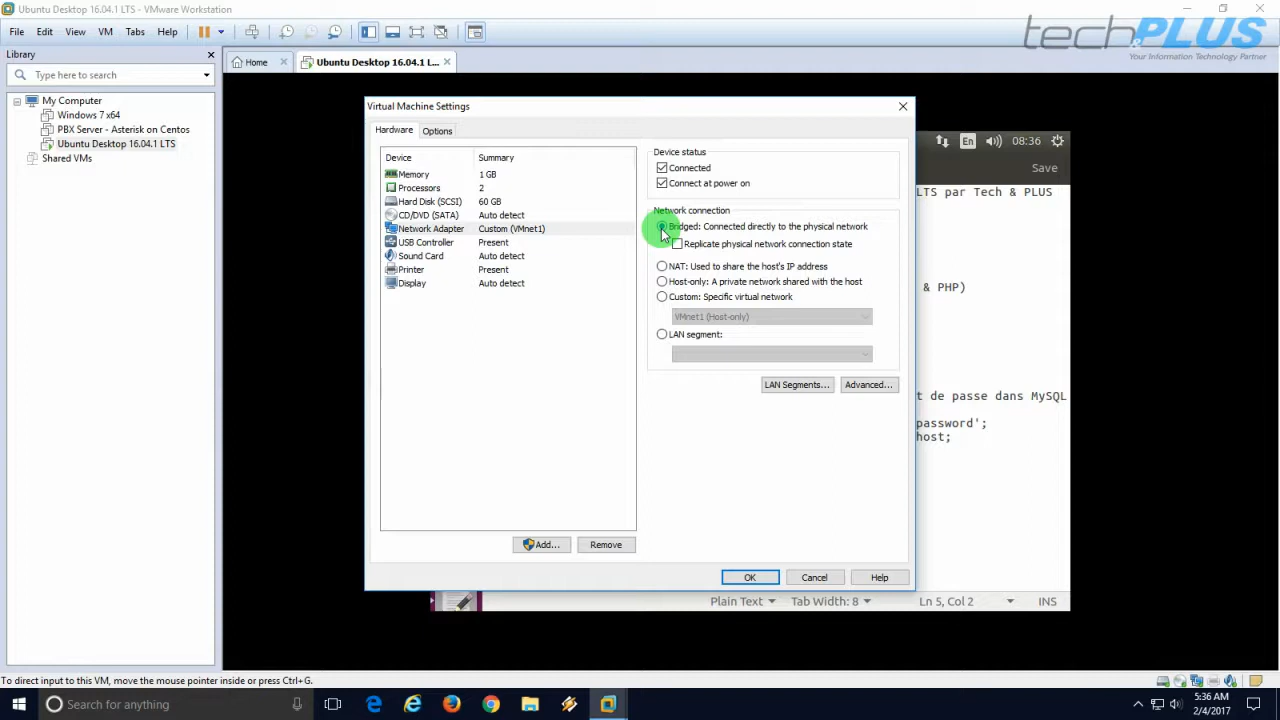 Ubuntu Desktop 16.04.1 LTS - VMware Workstation
File Edit View VM Tabs Help
tech&PLUS
Your Information Technology Partner
Library
Type here to search
My Computer
Windows 7 x64
PBX Server - Asterisk on Centos
Ubuntu Desktop 16.04.1 LTS
Shared VMs
Home
Ubuntu Desktop 16.04.1 L...
Virtual Machine Settings
Hardware Options
Device Summary
Memory 1 GB
Processors 2
Hard Disk (SCSI) 60 GB
CD/DVD (SATA) Auto detect
Network Adapter Custom (VMnet1)
USB Controller Present
Sound Card Auto detect
Printer Present
Display Auto detect
Add... Remove
Device status
Connected
Connect at power on
Network connection
Bridged: Connected directly to the physical network
Replicate physical network connection state
NAT: Used to share the host's IP address
Host-only: A private network shared with the host
Custom: Specific virtual network
VMnet1 (Host-only)
LAN segment:
LAN Segments... Advanced...
OK Cancel Help
En 08:36
Save
LTS par Tech & PLUS
& PHP)
t de passe dans MySQL
password';
host;
Plain Text Tab Width: 8 Ln 5, Col 2 INS
To direct input to this VM, move the mouse pointer inside or press Ctrl+G.
Search for anything
5:36 AM
2/4/2017